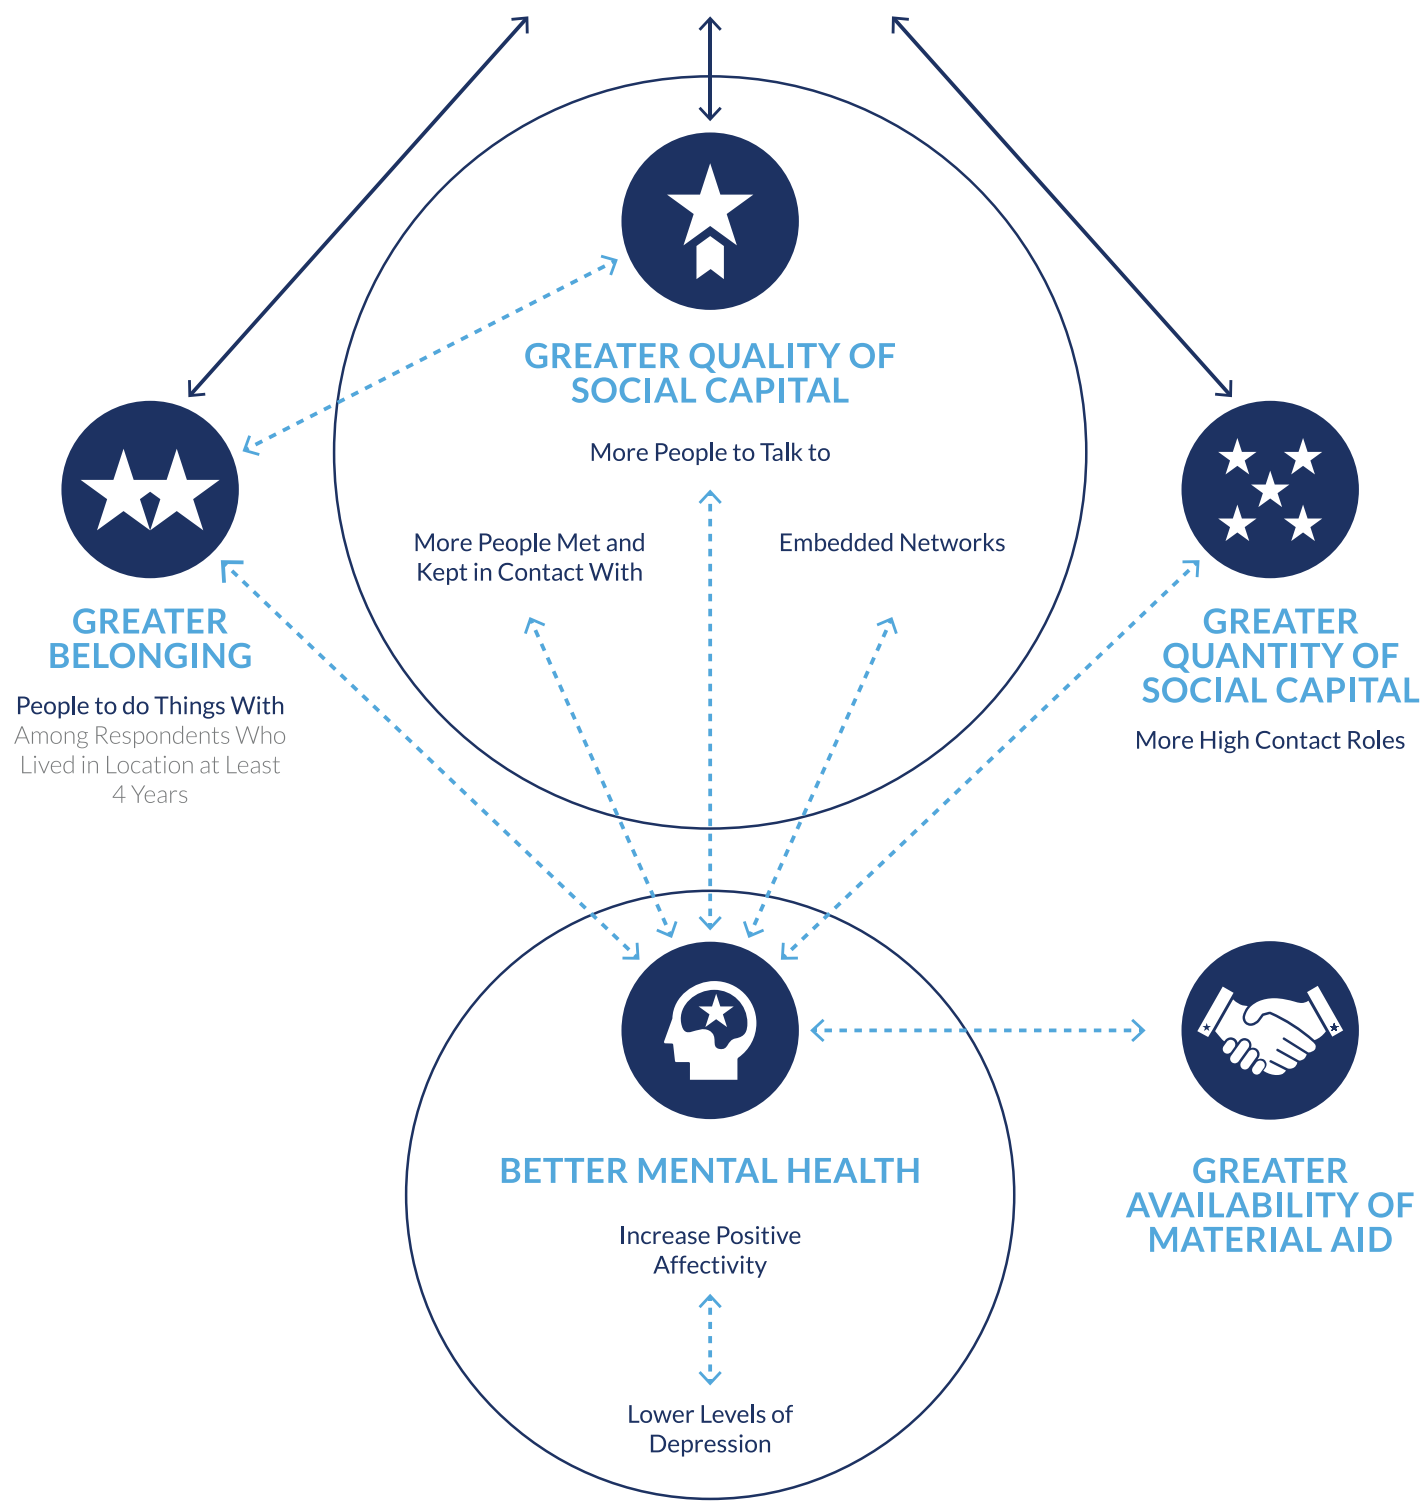 GREATER QUALITY OF
SOCIAL CAPITAL
More People to Talk to
More People Met and
Kept in Contact With
Embedded Networks
GREATER
BELONGING
People to do Things With
Among Respondents Who
Lived in Location at Least
4 Years
GREATER
QUANTITY OF
SOCIAL CAPITAL
More High Contact Roles
BETTER MENTAL HEALTH
Increase Positive
Affectivity
Lower Levels of
Depression
GREATER
AVAILABILITY OF
MATERIAL AID